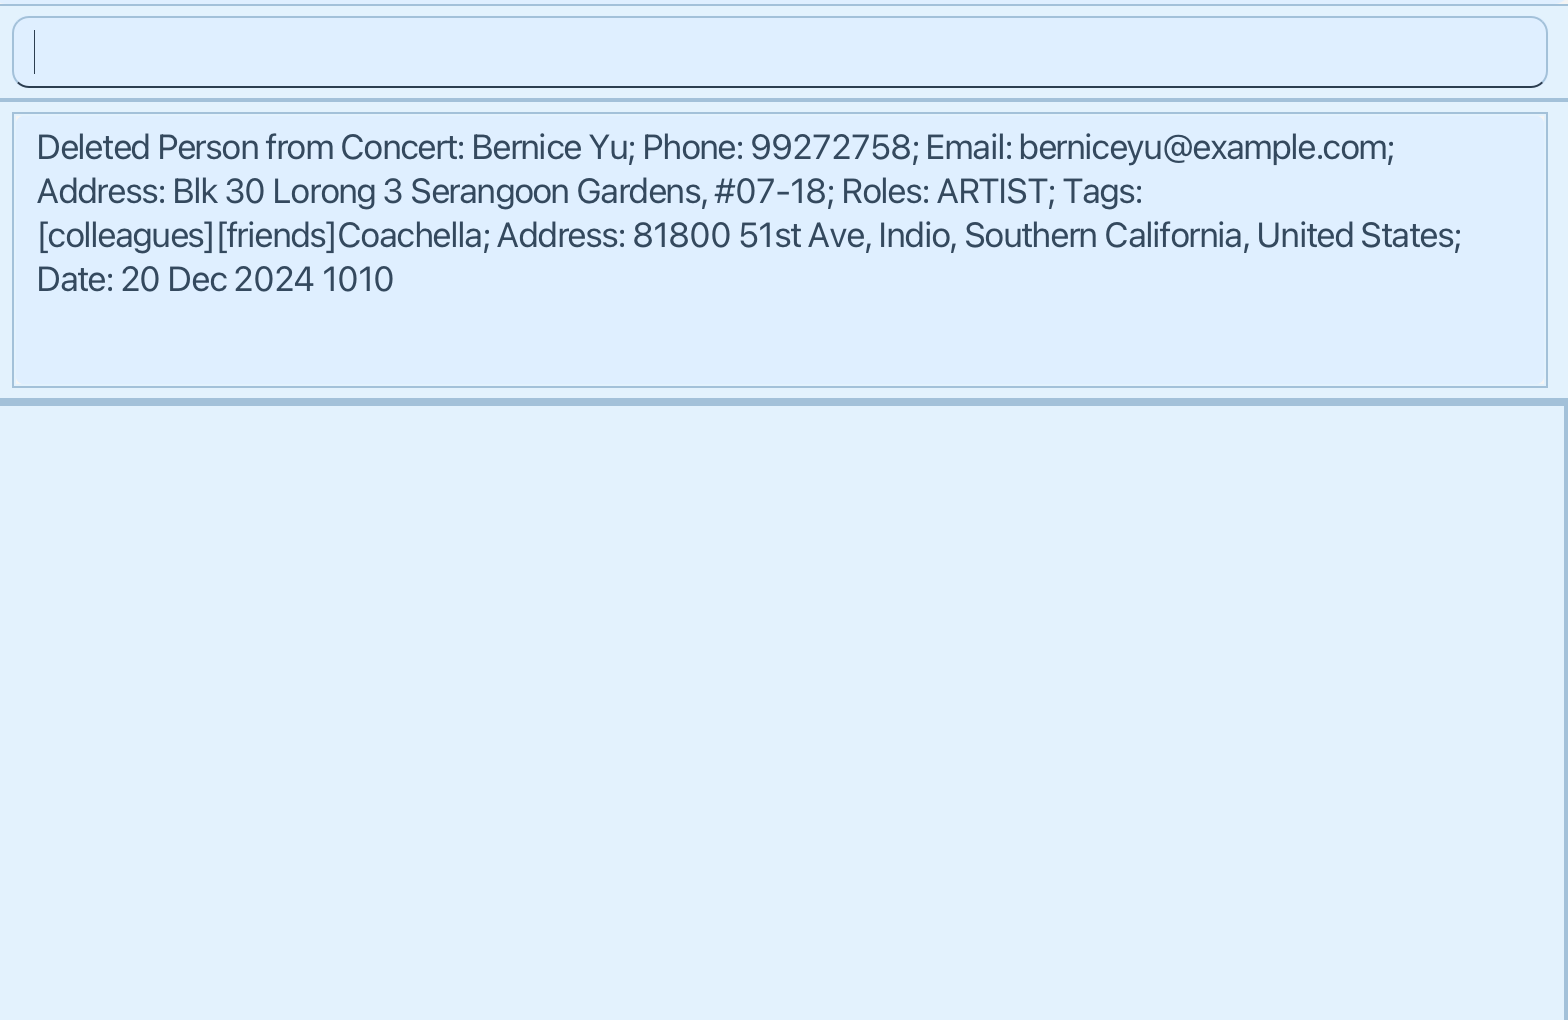 Deleted Person from Concert: Bernice Yu; Phone: 99272758; Email: berniceyu@example.com;
Address: Blk 30 Lorong 3 Serangoon Gardens, #07-18; Roles: ARTIST; Tags:
[colleagues][friends]Coachella; Address: 81800 51st Ave, Indio, Southern California, United States;
Date: 20 Dec 2024 1010